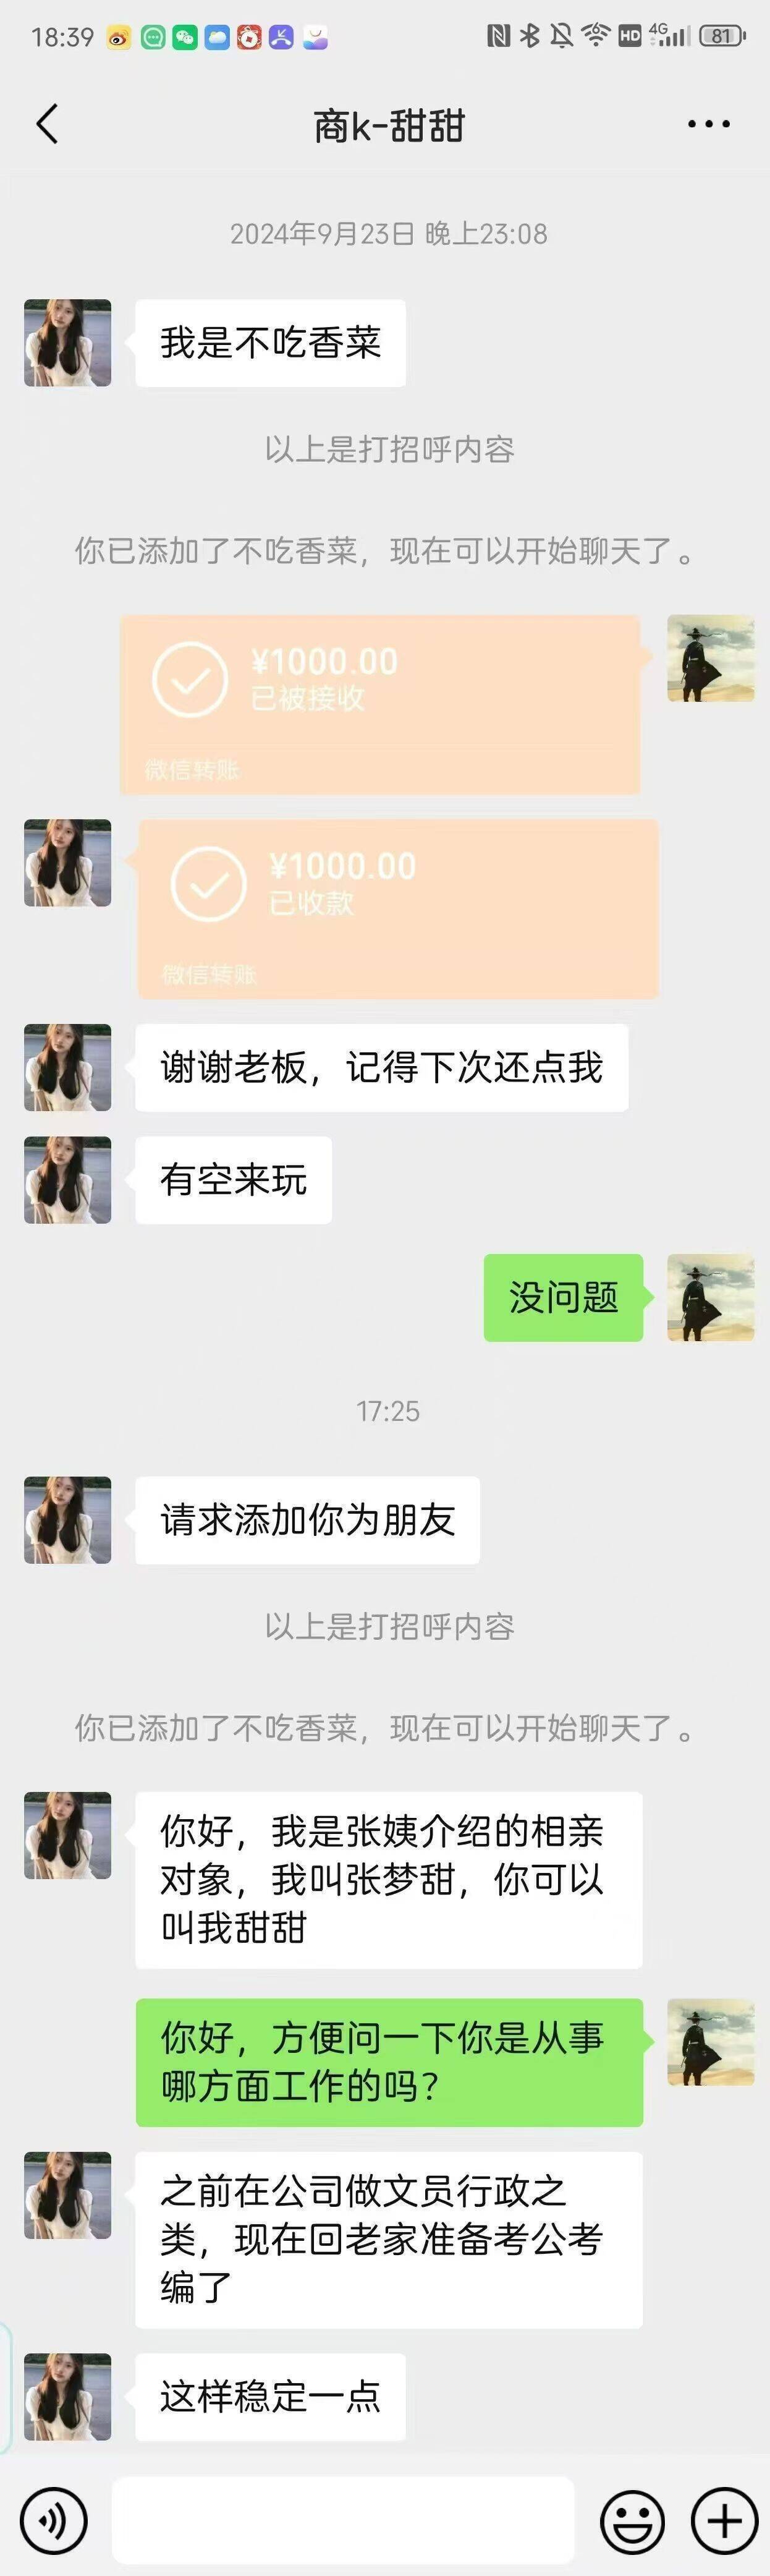 18:39
HD 4G 81
商k-甜甜
2024年9月23日 晚上23:08
我是不吃香菜
以上是打招呼内容
你已添加了不吃香菜，现在可以开始聊天了。
¥1000.00
已被接收
微信转账
¥1000.00
已收款
微信转账
谢谢老板，记得下次还点我
有空来玩
没问题
17:25
请求添加你为朋友
以上是打招呼内容
你已添加了不吃香菜，现在可以开始聊天了。
你好，我是张姨介绍的相亲
对象，我叫张梦甜，你可以
叫我甜甜
你好，方便问一下你是从事
哪方面工作的吗？
之前在公司做文员行政之
类，现在回老家准备考公考
编了
这样稳定一点